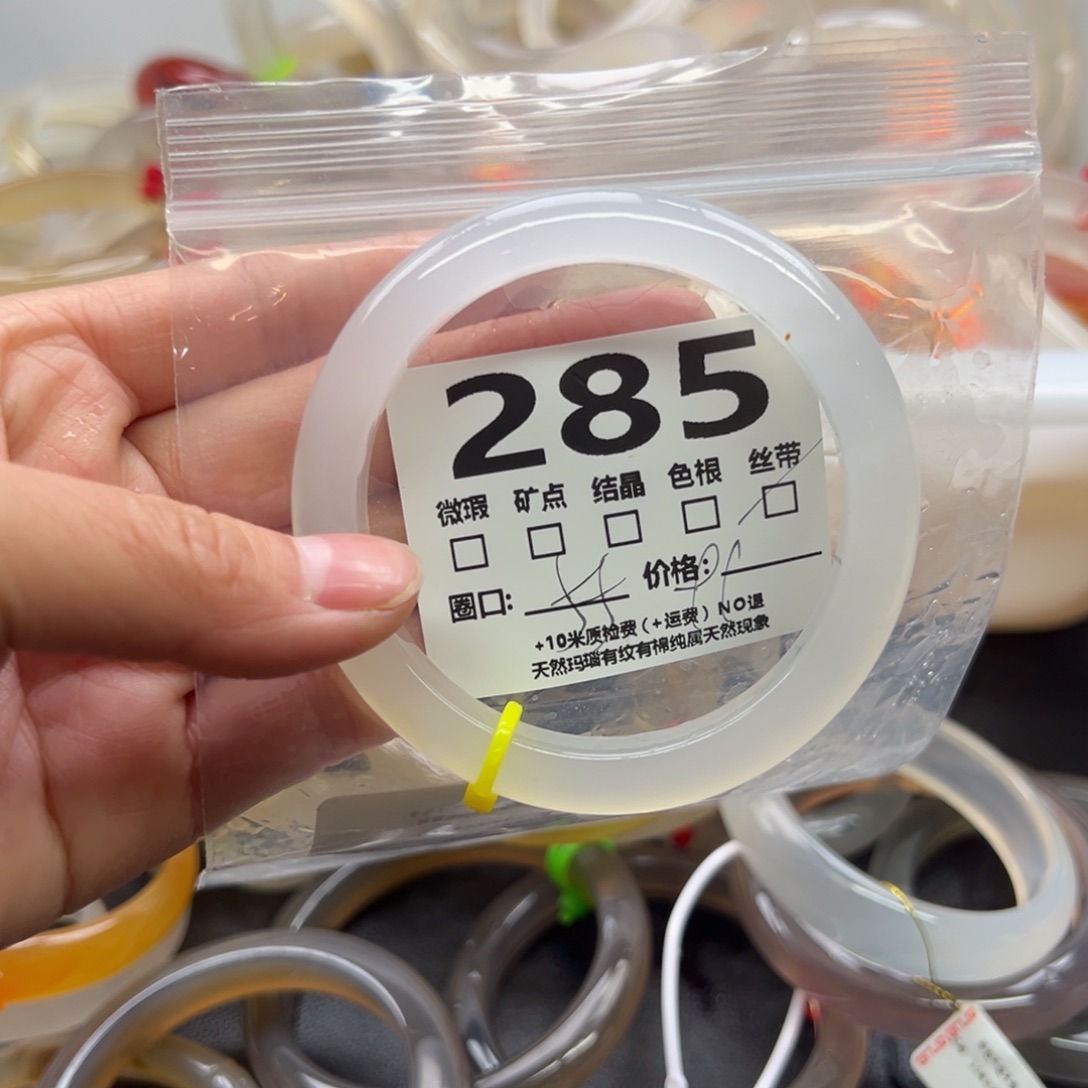 285
微瑕 矿点 结晶 色根 丝带
圈口: 价格:
+10米质检费(+运费)NO退
天然玛瑙有纹有棉纯属天然现象